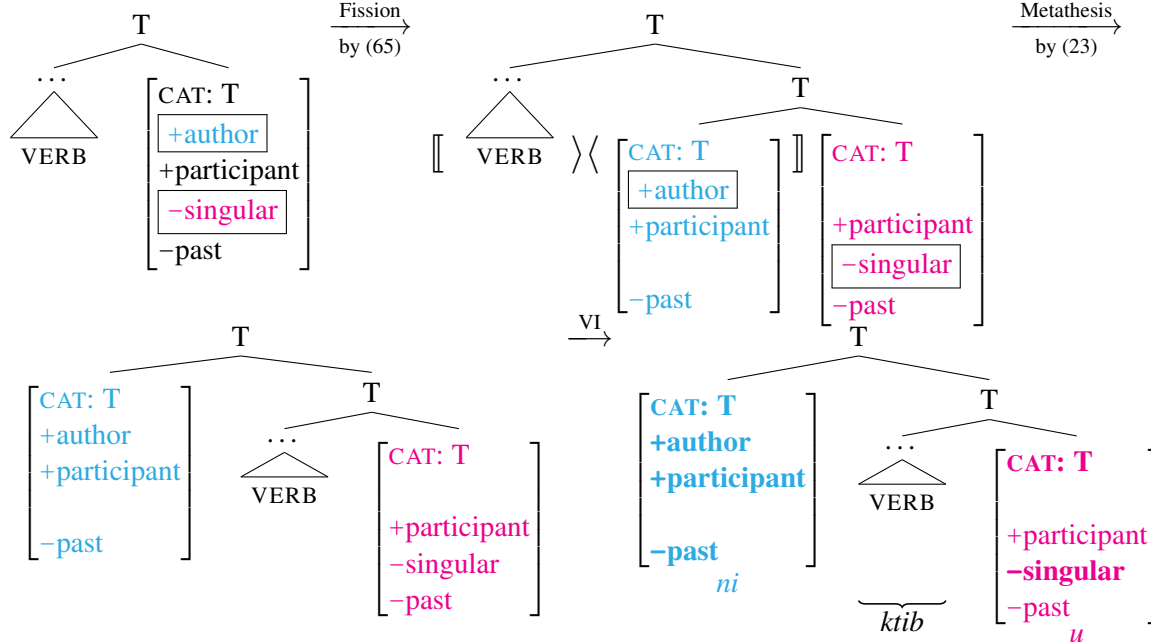 T
Fission
by (65)
T
Metathesis
by (23)
…
VERB
CAT: T
+author
+participant
−singular
−past
…
T
⟦ VERB ⟩⟨
CAT: T
+author
+participant
−past
⟧
CAT: T
+participant
−singular
−past
T
CAT: T
+author
+participant
−past
T
…
VERB
CAT: T
+participant
−singular
−past
VI
T
CAT: T
+author
+participant
−past
ni
T
…
VERB
ktib
CAT: T
+participant
−singular
−past
u